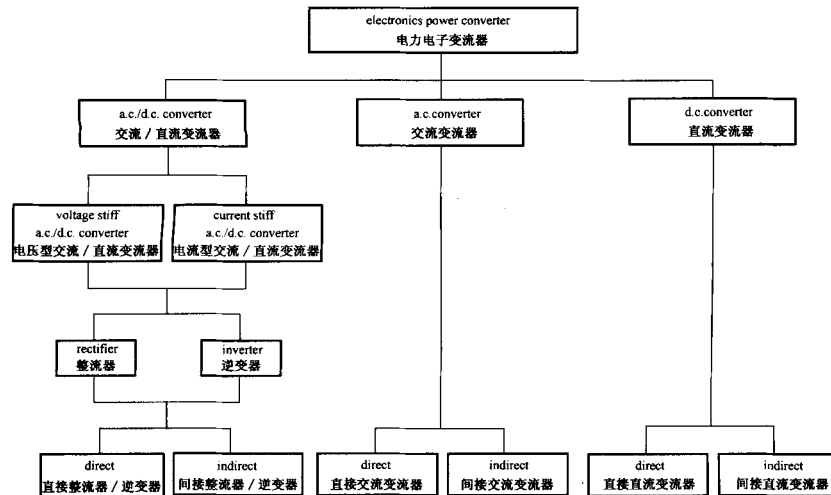 electronics power converter
电力电子变流器
a.c./d.c. converter
交流 / 直流变流器
a.c.converter
交流变流器
d.c.converter
直流变流器
voltage stiff
a.c./d.c. converter
电压型交流 / 直流变流器
current stiff
a.c./d.c. converter
电流型交流 / 直流变流器
rectifier
整流器
inverter
逆变器
direct
直接整流器 / 逆变器
indirect
间接整流器 / 逆变器
direct
直接交流变流器
indirect
间接交流变流器
direct
直接直流变流器
indirect
间接直流变流器